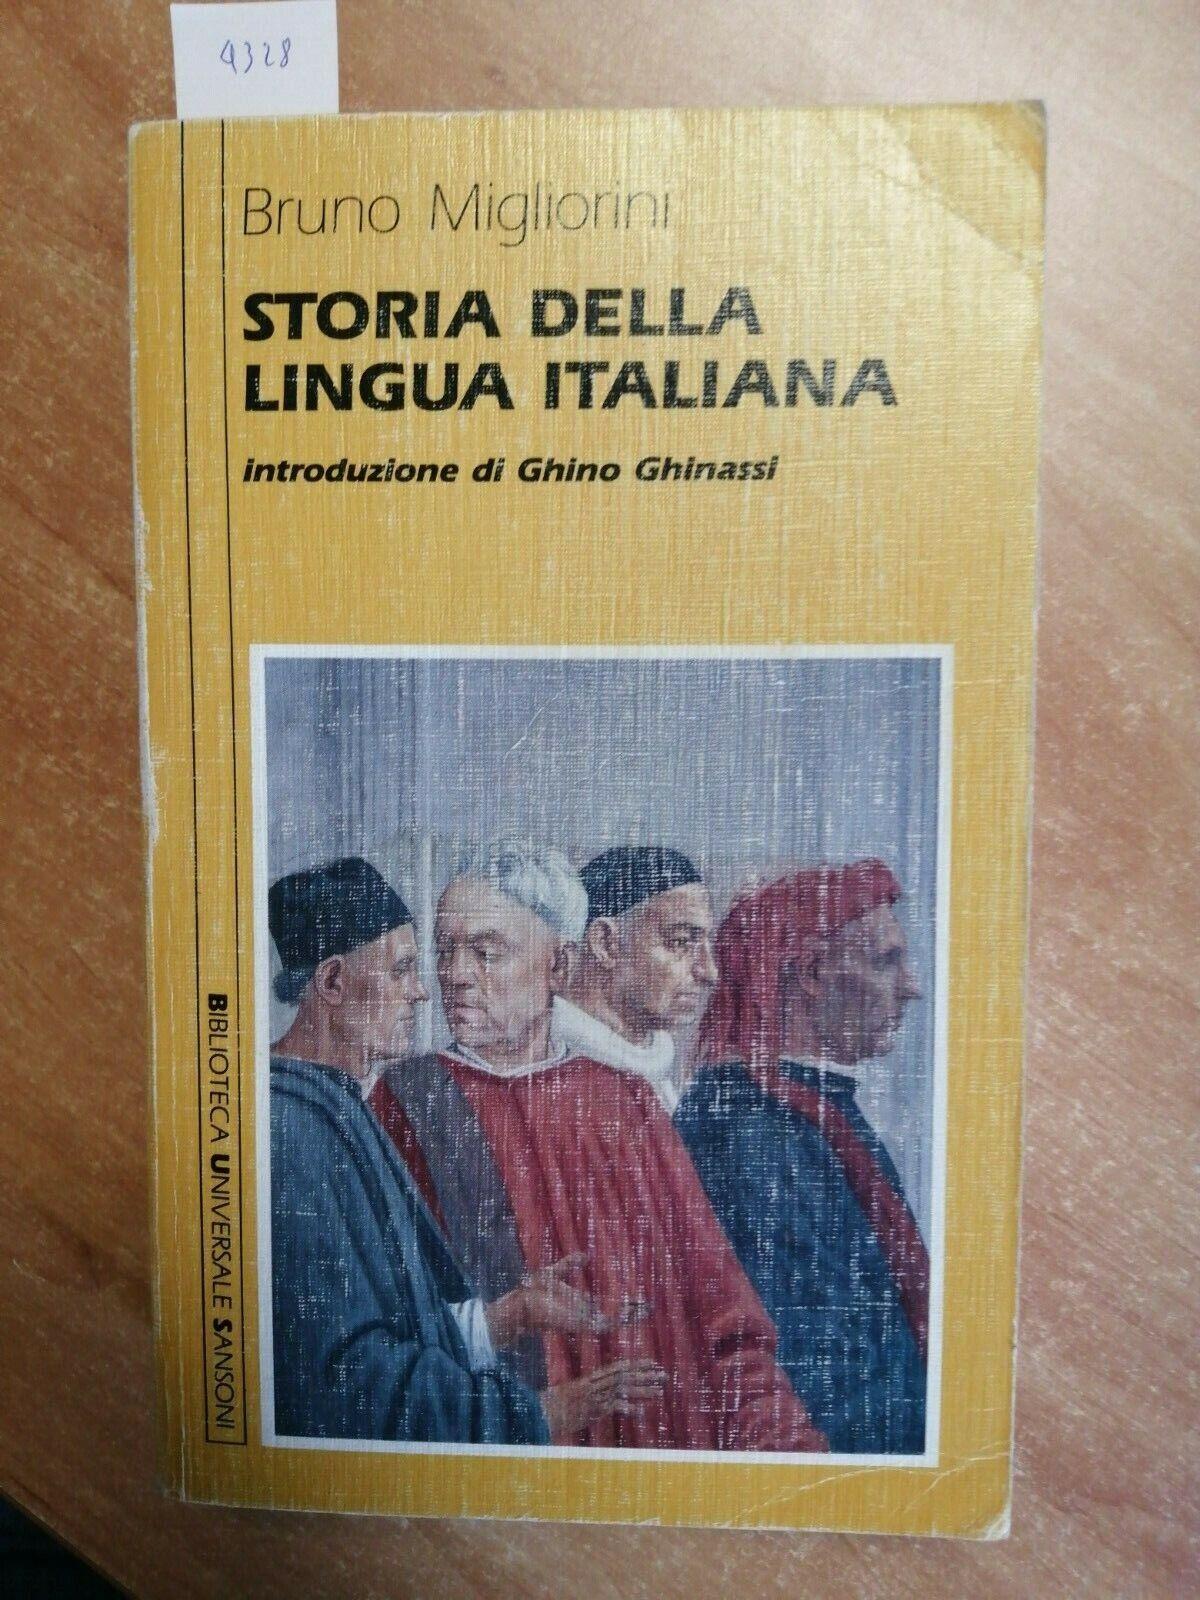 4328
Bruno Migliorini
STORIA DELLA
LINGUA ITALIANA
introduzione di Ghino Ghinassi
BIBLIOTECA UNIVERSALE SANSONI